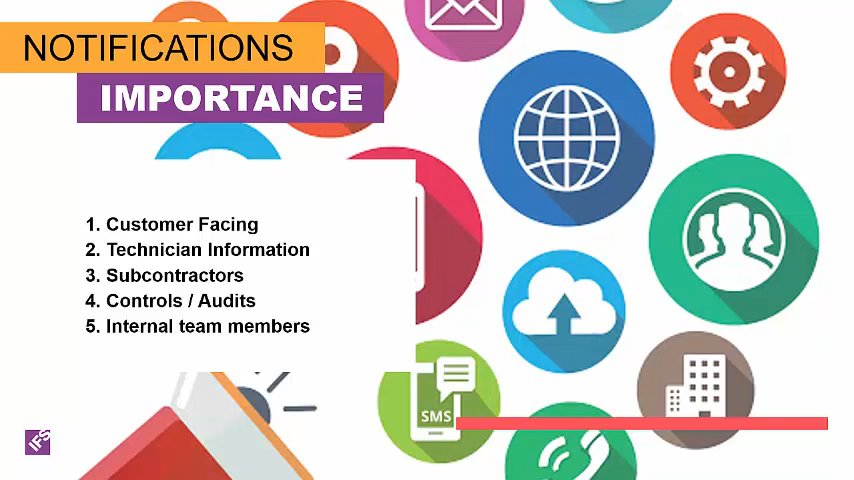 NOTIFICATIONS
IMPORTANCE
1. Customer Facing
2. Technician Information
3. Subcontractors
4. Controls / Audits
5. Internal team members
SMS
IFS